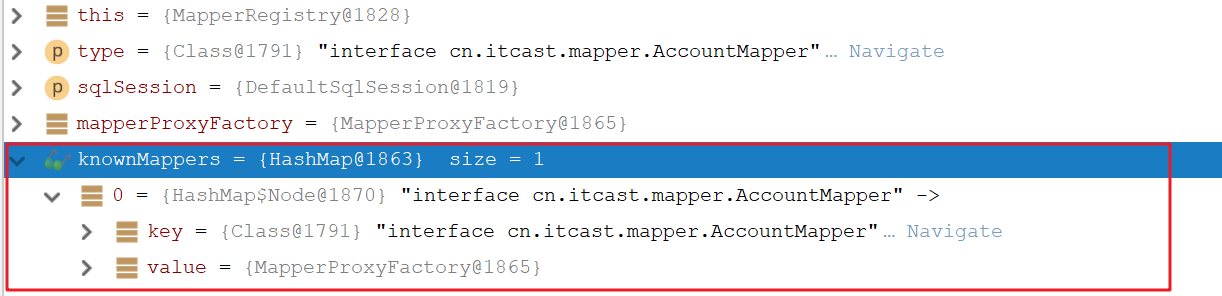 this = {MapperRegistry@1828}
p type = {Class@1791} "interface cn.itcast.mapper.AccountMapper"... Navigate
p sqlSession = {DefaultSqlSession@1819}
mapperProxyFactory = {MapperProxyFactory@1865}
knownMappers = {HashMap@1863} size = 1
0 = {HashMap$Node@1870} "interface cn.itcast.mapper.AccountMapper" ->
key = {Class@1791} "interface cn.itcast.mapper.AccountMapper"... Navigate
value = {MapperProxyFactory@1865}